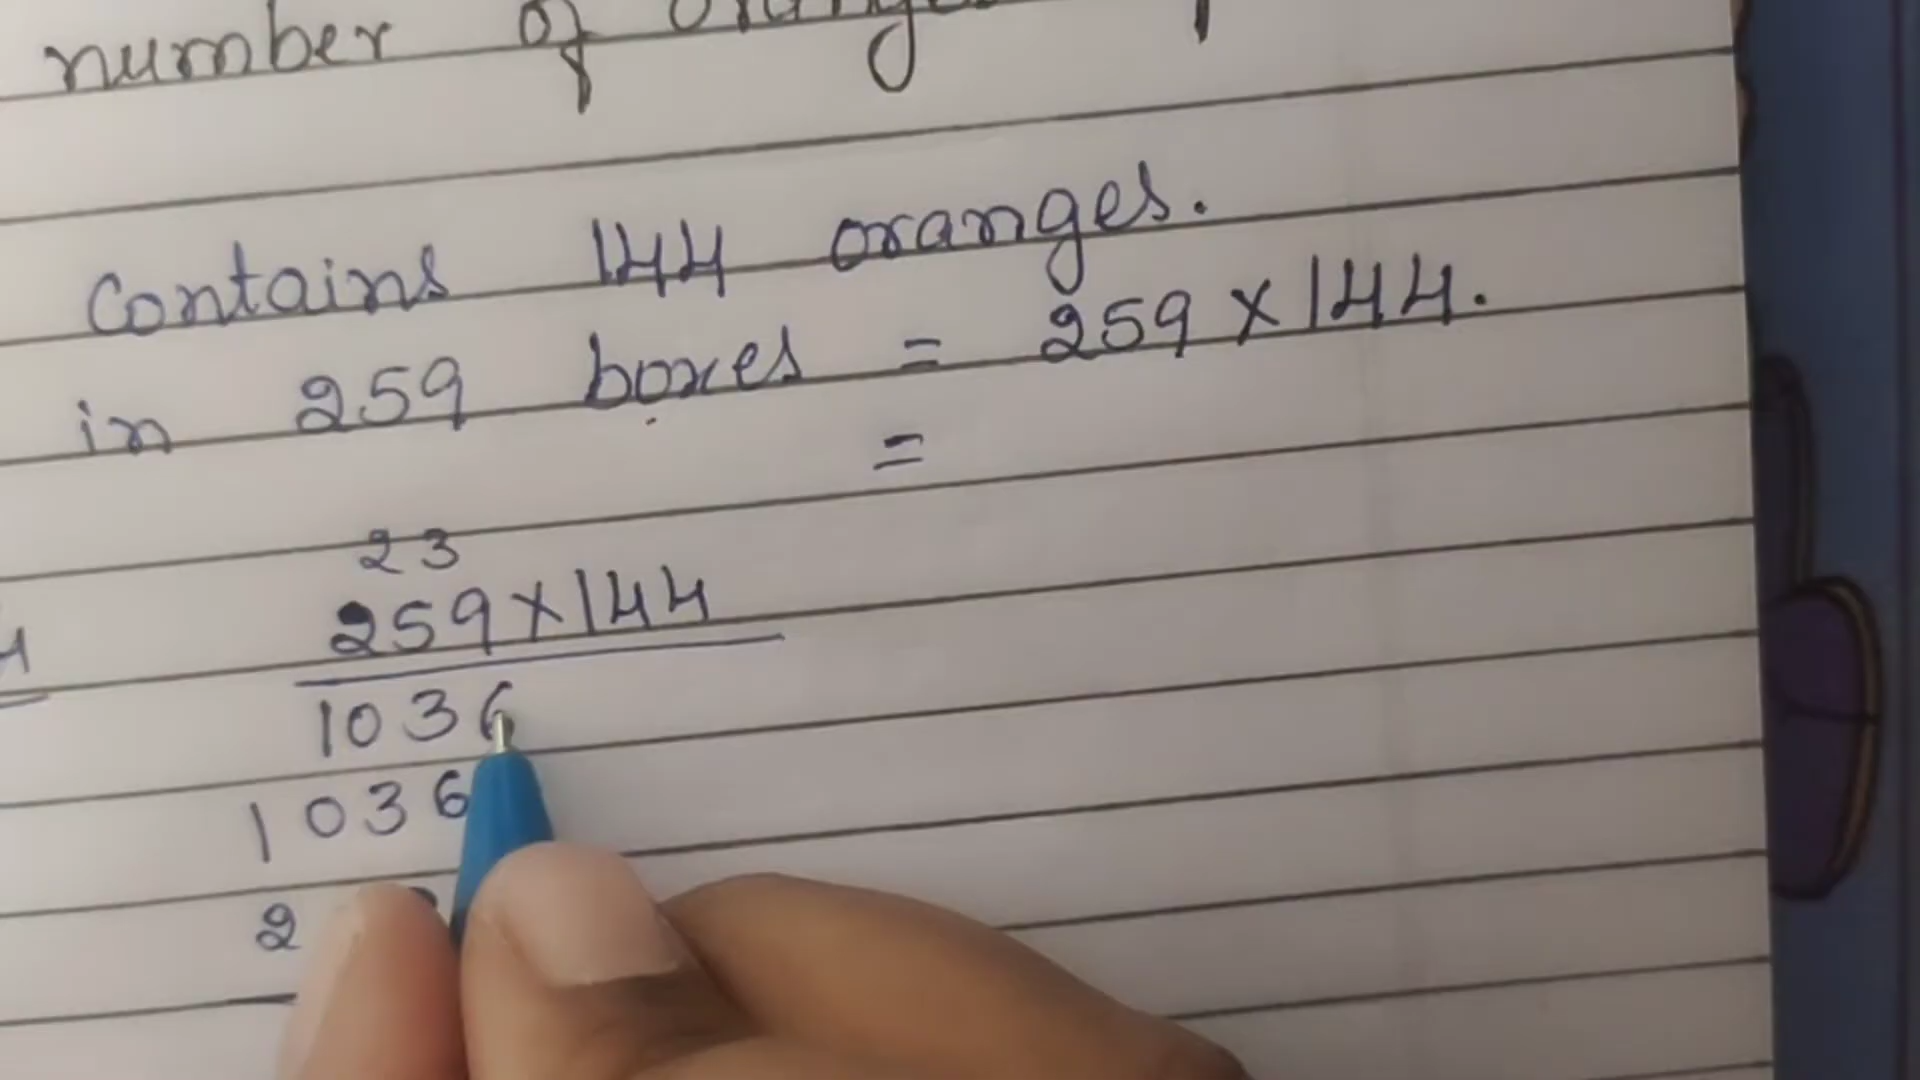 number of
Contains 144 oranges.
in 259 boxes = 259 × 144.
=
23
259 × 144
1036
1036
2